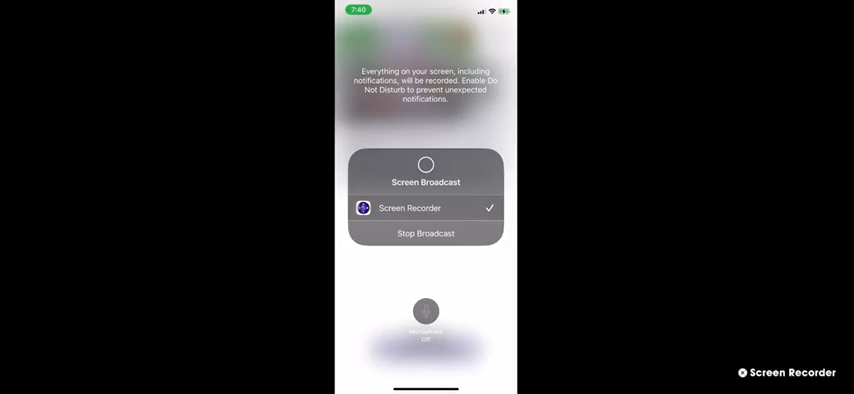 7:40
Everything on your screen, including
notifications, will be recorded. Enable Do
Not Disturb to prevent unexpected
notifications.
Screen Broadcast
Screen Recorder
Stop Broadcast
Microphone
Off
Screen Recorder